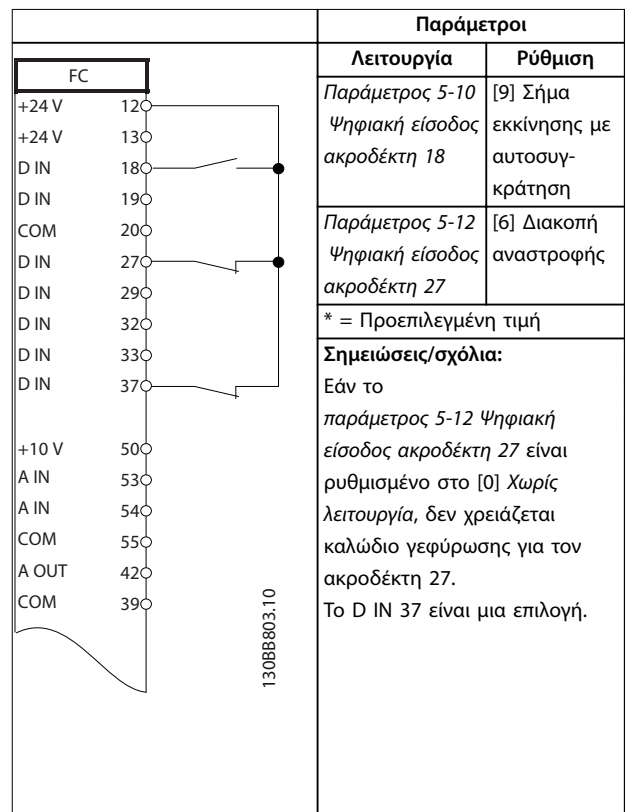 FC
+24 V 12
+24 V 13
D IN 18
D IN 19
COM 20
D IN 27
D IN 29
D IN 32
D IN 33
D IN 37
+10 V 50
A IN 53
A IN 54
COM 55
A OUT 42
COM 39
130BB803.10
Παράμετροι
Λειτουργία Ρύθμιση
Παράμετρος 5-10 [9] Σήμα
Ψηφιακή είσοδος εκκίνησης με
ακροδέκτη 18 αυτοσυγ-
κράτηση
Παράμετρος 5-12 [6] Διακοπή
Ψηφιακή είσοδος αναστροφής
ακροδέκτη 27
* = Προεπιλεγμένη τιμή
Σημειώσεις/σχόλια:
Εάν το
παράμετρος 5-12 Ψηφιακή
είσοδος ακροδέκτη 27 είναι
ρυθμισμένο στο [0] Χωρίς
λειτουργία, δεν χρειάζεται
καλώδιο γεφύρωσης για τον
ακροδέκτη 27.
Το D IN 37 είναι μια επιλογή.